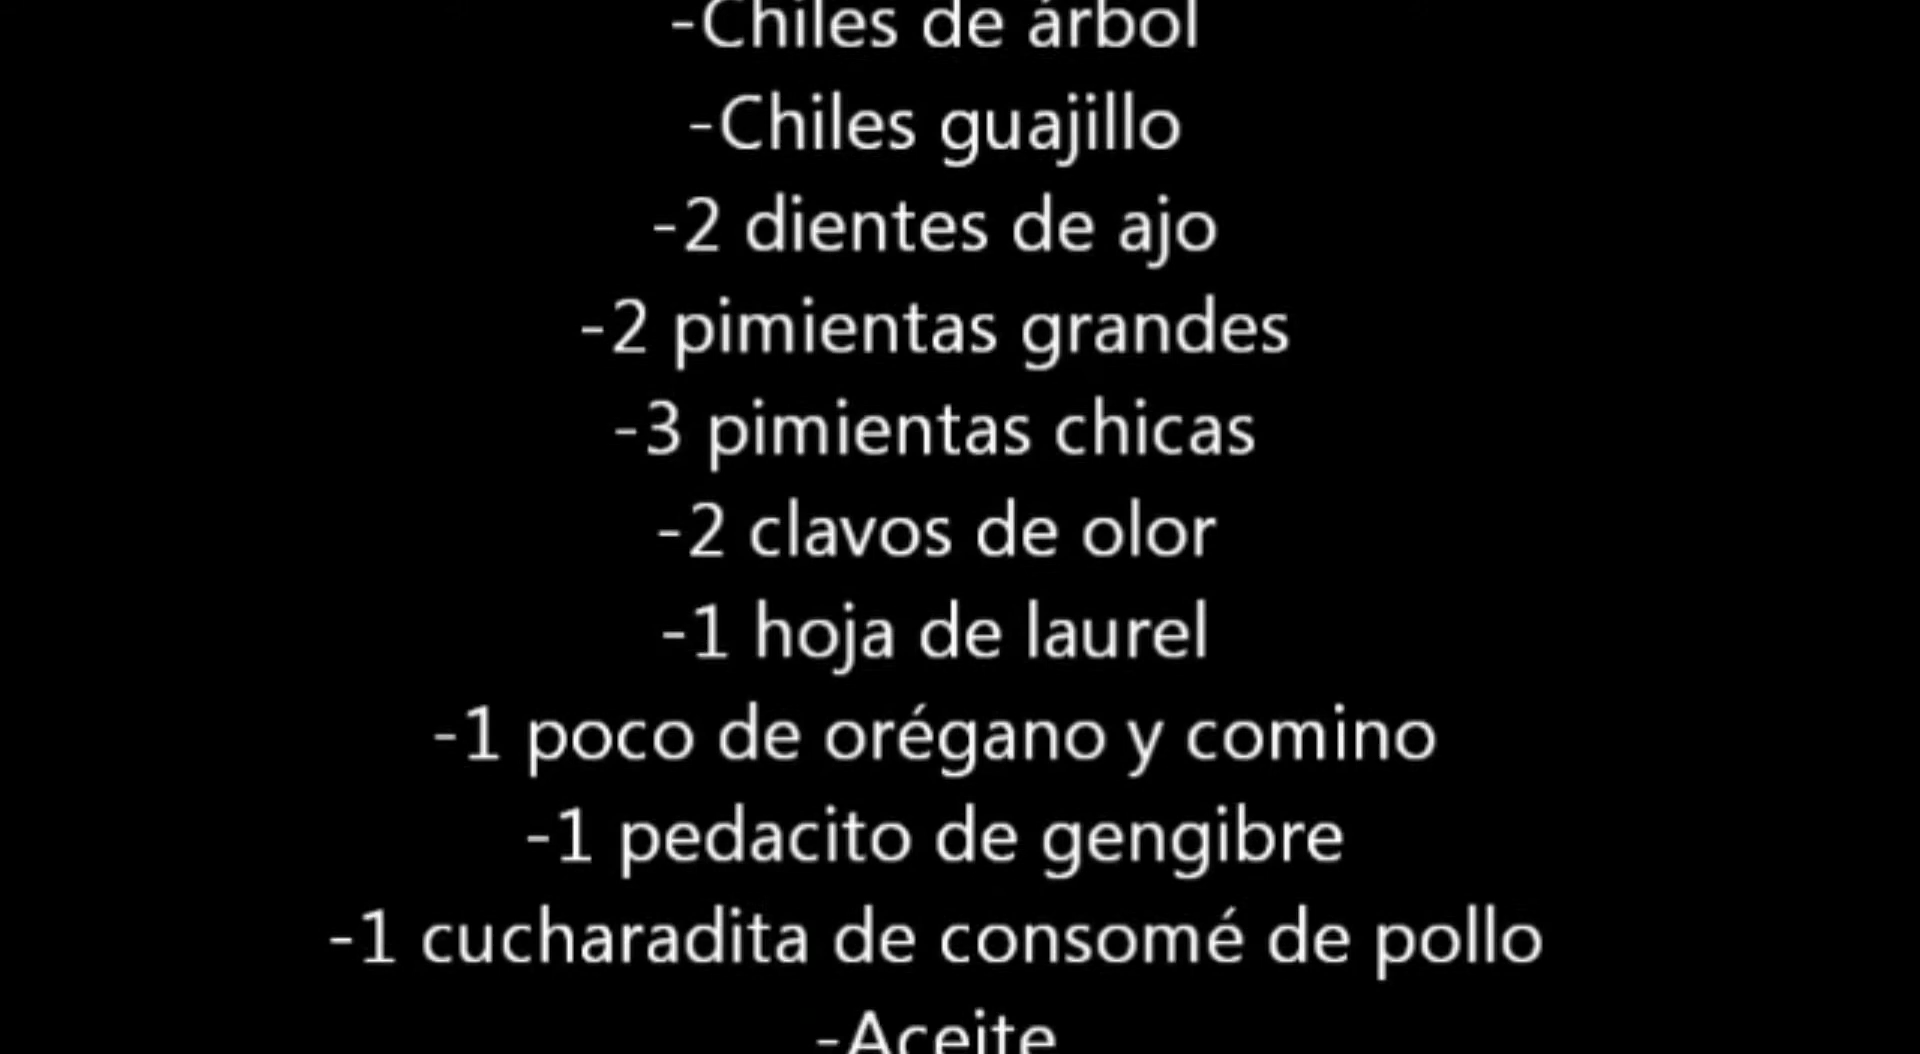 -Chiles de árbol
-Chiles guajillo
-2 dientes de ajo
-2 pimientas grandes
-3 pimientas chicas
-2 clavos de olor
-1 hoja de laurel
-1 poco de orégano y comino
-1 pedacito de gengibre
-1 cucharadita de consomé de pollo
-Aceite